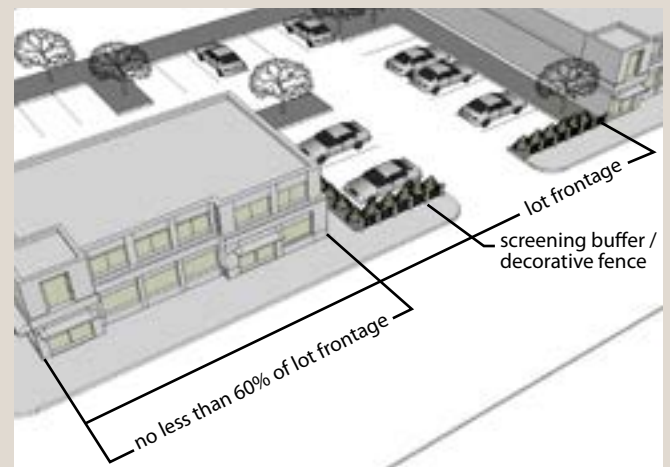 lot frontage
screening buffer /
decorative fence
no less than 60% of lot frontage